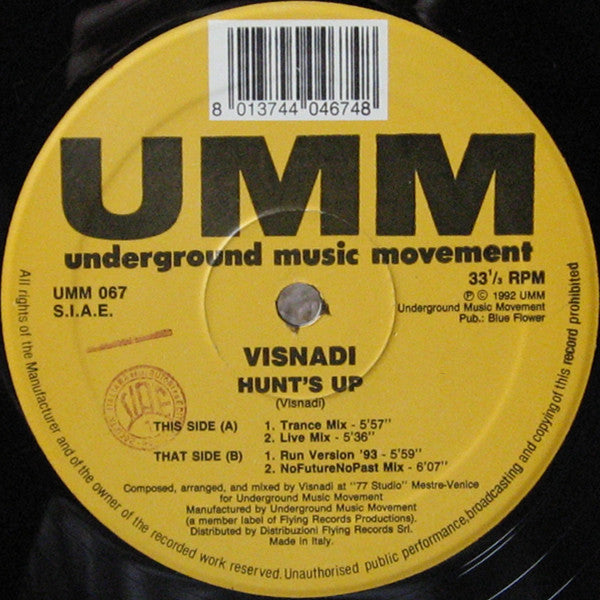 8 013744 046748
UMM
underground music movement
UMM 067
S.I.A.E.
33 1/3 RPM
℗ © 1992 UMM
Underground Music Movement
Pub.: Blue Flower
VISNADI
HUNT'S UP
(Visnadi)
THIS SIDE (A) 1. Trance Mix - 5'57"
2. Live Mix - 5'36"
THAT SIDE (B) 1. Run Version '93 - 5'59"
2. NoFutureNoPast Mix - 6'07"
Composed, arranged, and mixed by Visnadi at "77 Studio" Mestre-Venice
for Underground Music Movement
Manufactured by Underground Music Movement
(a member label of Flying Records Productions).
Distributed by Distribuzioni Flying Records Srl.
Made in Italy.
All rights of the Manufacturer and of the owner of the recorded work reserved. Unauthorised public performance, broadcasting and copying of this record prohibited